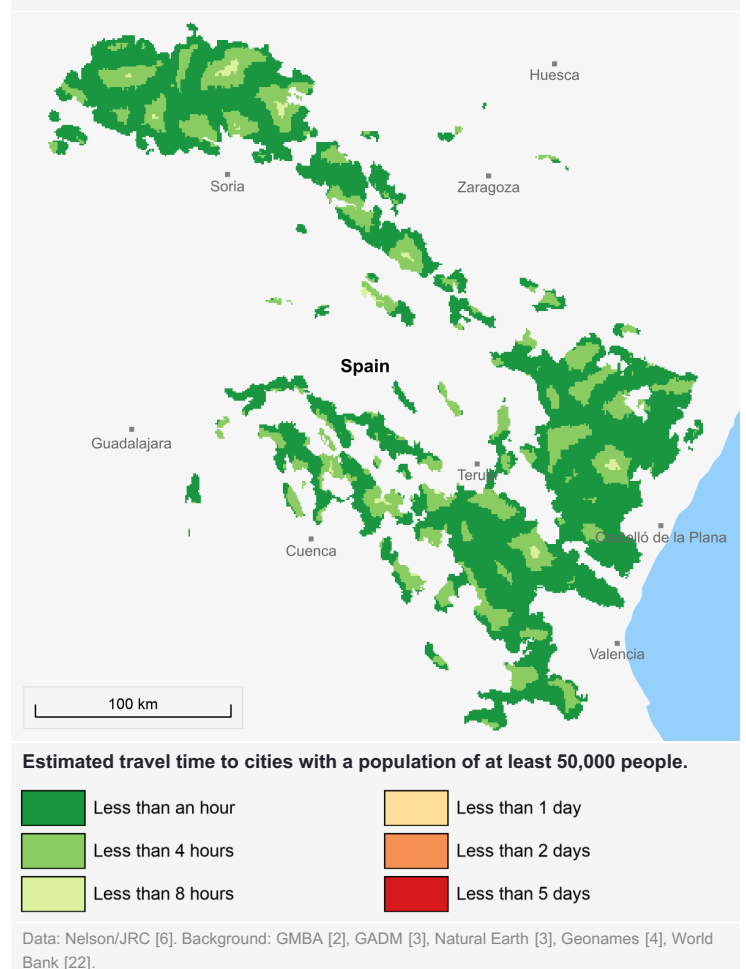 Huesca
Soria
Zaragoza
Spain
Guadalajara
Teruel
Cuenca
Castelló de la Plana
Valencia
100 km
Estimated travel time to cities with a population of at least 50,000 people.
Less than an hour
Less than 1 day
Less than 4 hours
Less than 2 days
Less than 8 hours
Less than 5 days
Data: Nelson/JRC [6]. Background: GMBA [2], GADM [3], Natural Earth [3], Geonames [4], World
Bank [22].